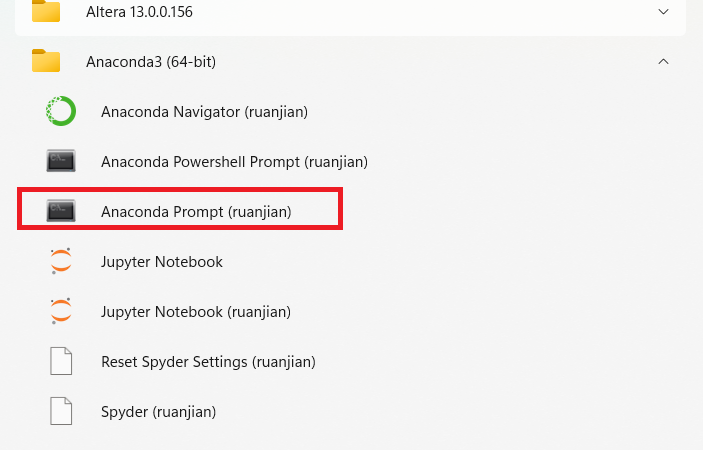 Altera 13.0.0.156
Anaconda3 (64-bit)
Anaconda Navigator (ruanjian)
Anaconda Powershell Prompt (ruanjian)
Anaconda Prompt (ruanjian)
Jupyter Notebook
Jupyter Notebook (ruanjian)
Reset Spyder Settings (ruanjian)
Spyder (ruanjian)